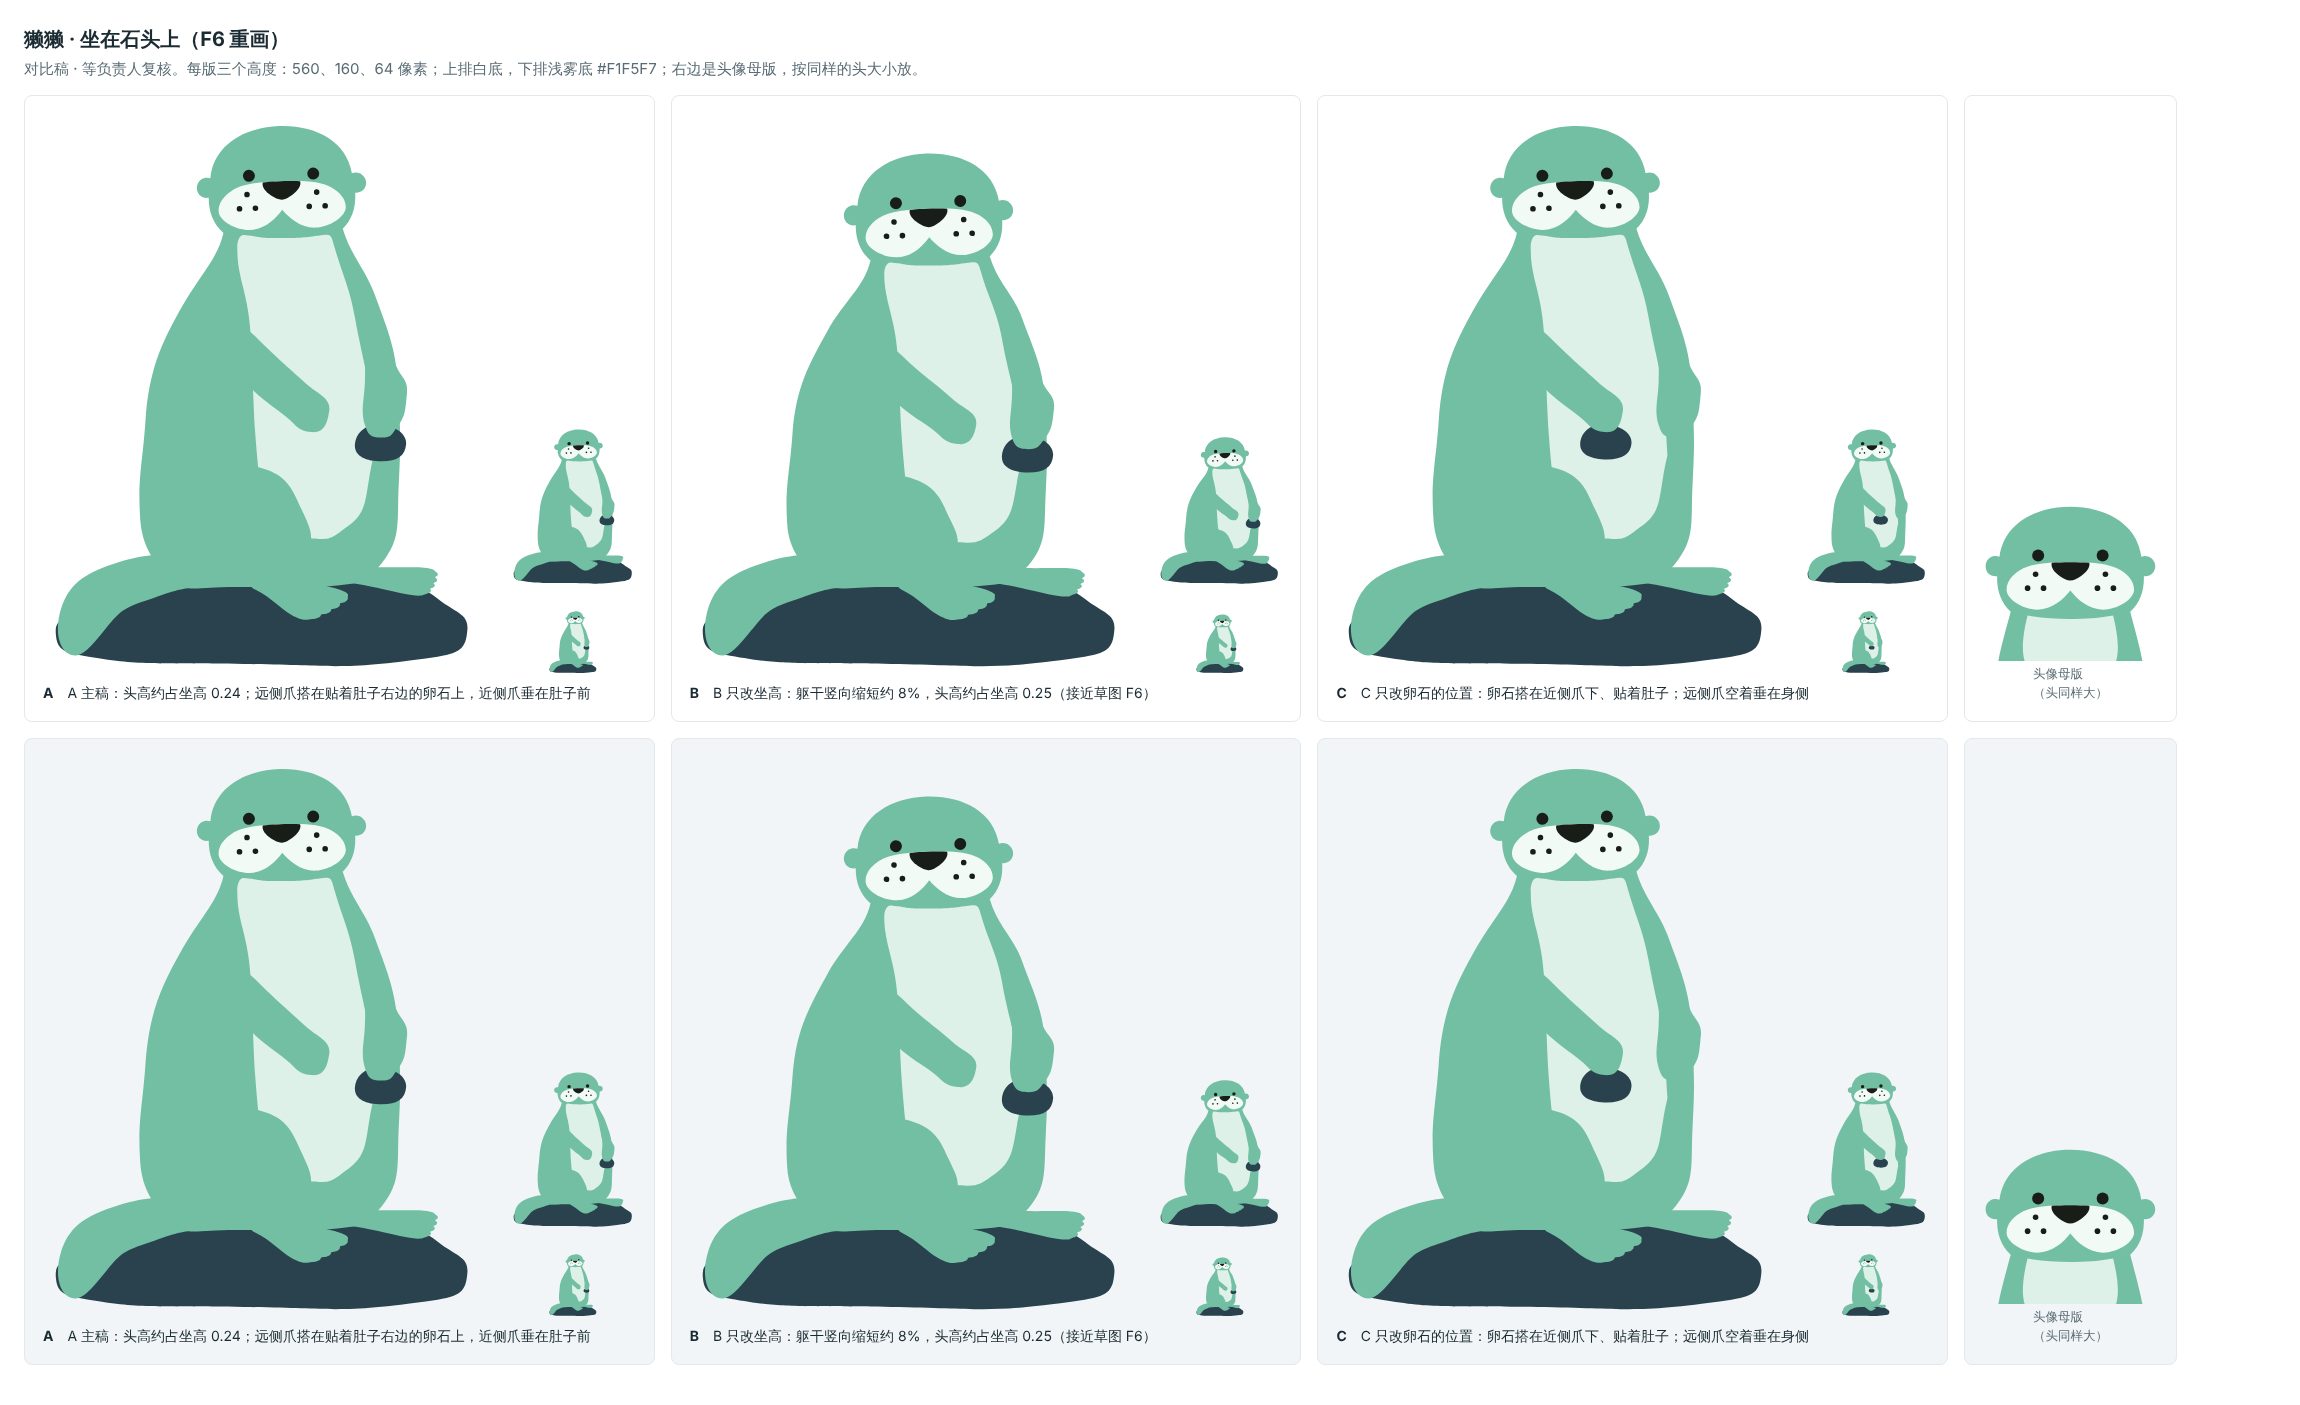 獭獭 · 坐在石头上（F6 重画）
对比稿 · 等负责人复核。每版三个高度：560、160、64 像素；上排白底，下排浅雾底 #F1F5F7；右边是头像母版，按同样的头大小放。
A A 主稿：头高约占坐高 0.24；远侧爪搭在贴着肚子右边的卵石上，近侧爪垂在肚子前
B B 只改坐高：躯干竖向缩短约 8%，头高约占坐高 0.25（接近草图 F6）
C C 只改卵石的位置：卵石搭在近侧爪下、贴着肚子；远侧爪空着垂在身侧
头像母版
（头同样大）
A A 主稿：头高约占坐高 0.24；远侧爪搭在贴着肚子右边的卵石上，近侧爪垂在肚子前
B B 只改坐高：躯干竖向缩短约 8%，头高约占坐高 0.25（接近草图 F6）
C C 只改卵石的位置：卵石搭在近侧爪下、贴着肚子；远侧爪空着垂在身侧
头像母版
（头同样大）